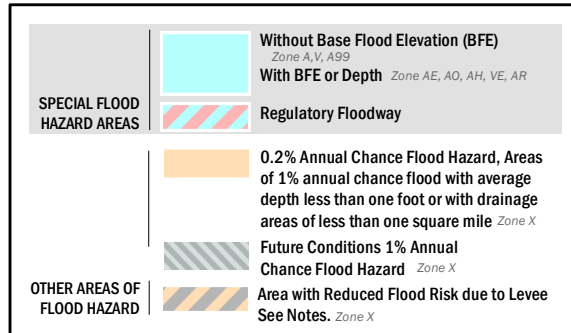 Without Base Flood Elevation (BFE)
Zone A,V, A99
With BFE or Depth Zone AE, AO, AH, VE, AR
SPECIAL FLOOD
HAZARD AREAS
Regulatory Floodway
0.2% Annual Chance Flood Hazard, Areas
of 1% annual chance flood with average
depth less than one foot or with drainage
areas of less than one square mile Zone X
Future Conditions 1% Annual
Chance Flood Hazard Zone X
OTHER AREAS OF
FLOOD HAZARD
Area with Reduced Flood Risk due to Levee
See Notes. Zone X